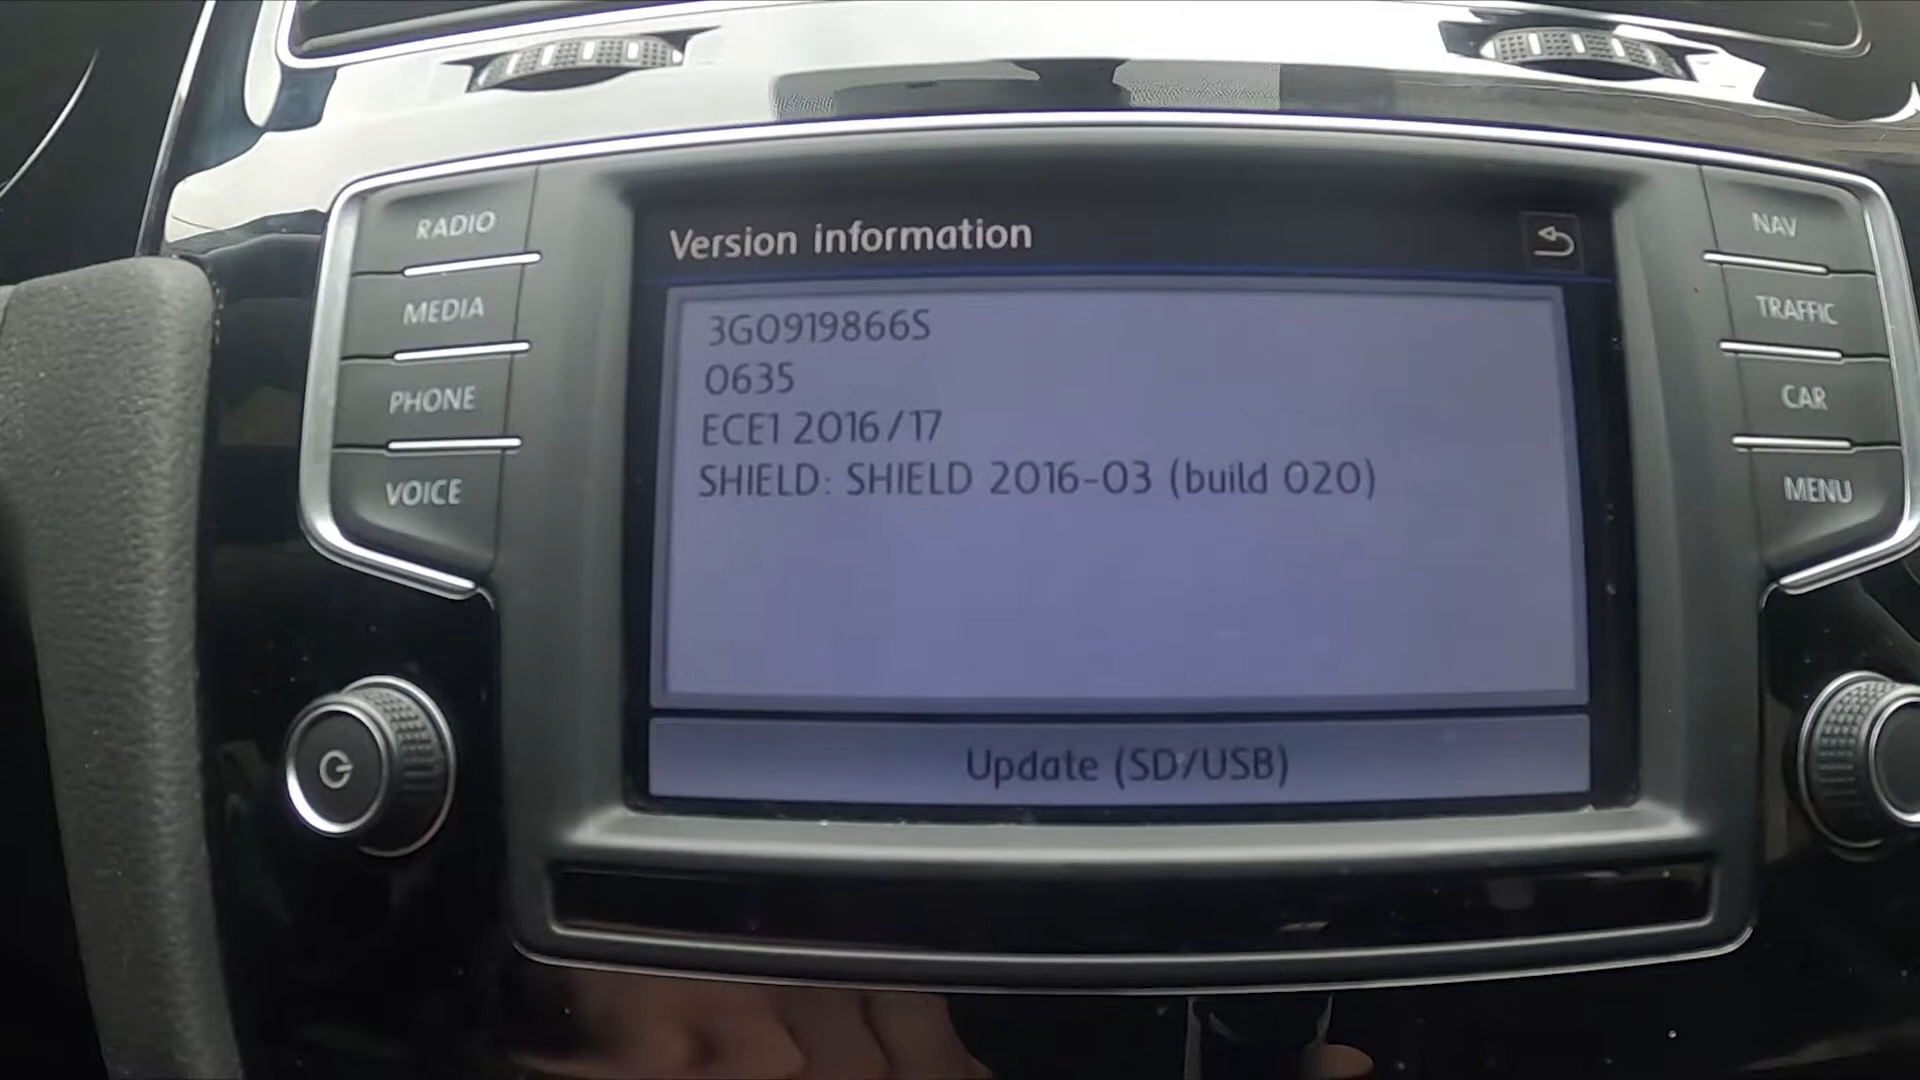 RADIO
MEDIA
PHONE
VOICE
Version information
3G0919866S
0635
ECE1 2016/17
SHIELD: SHIELD 2016-03 (build 020)
Update (SD/USB)
NAV
TRAFFIC
CAR
MENU